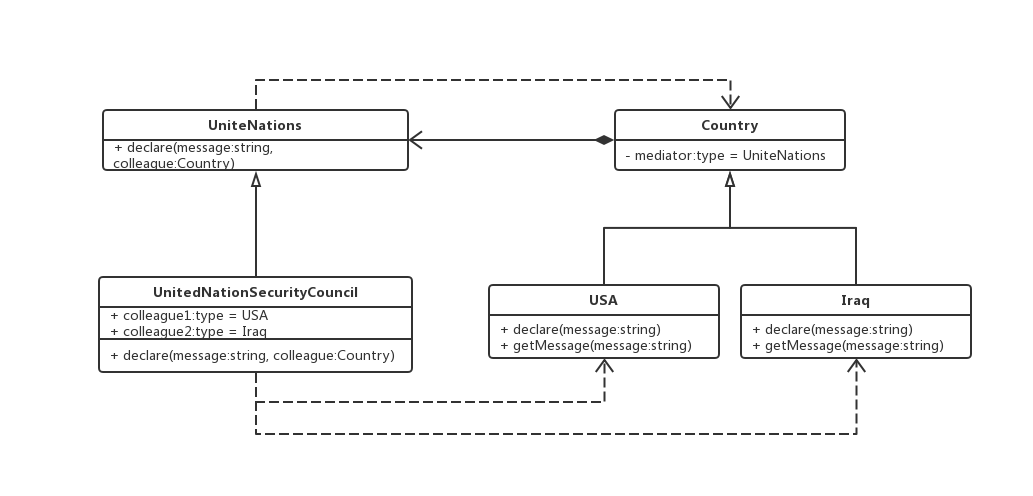 UniteNations
+ declare(message:string,
colleague:Country)
Country
- mediator:type = UniteNations
UnitedNationSecurityCouncil
+ colleague1:type = USA
+ colleague2:type = Iraq
+ declare(message:string, colleague:Country)
USA
+ declare(message:string)
+ getMessage(message:string)
Iraq
+ declare(message:string)
+ getMessage(message:string)